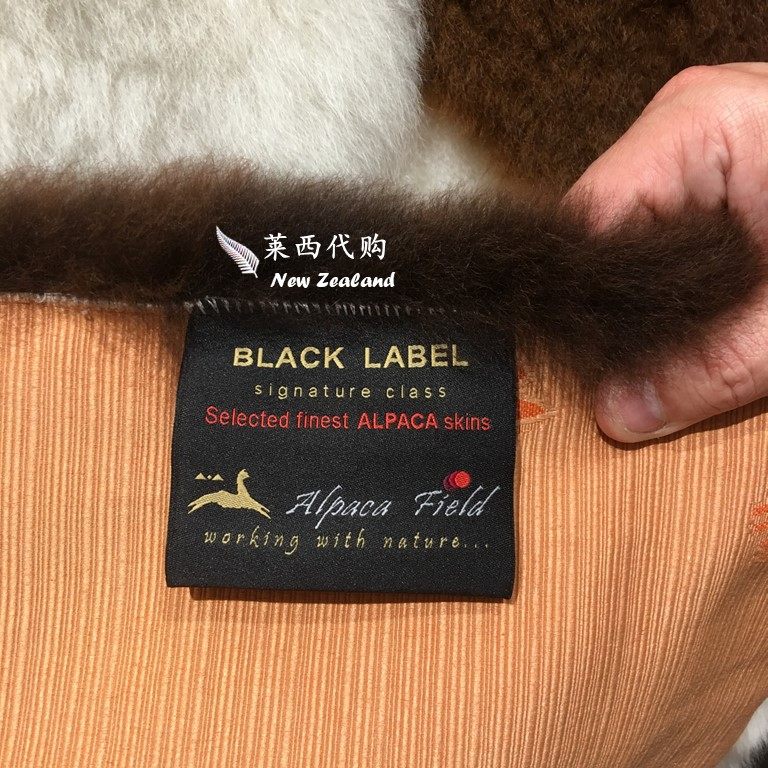 莱西代购
New Zealand
BLACK LABEL
signature class
Selected finest ALPACA skins
Alpaca Field
working with nature...